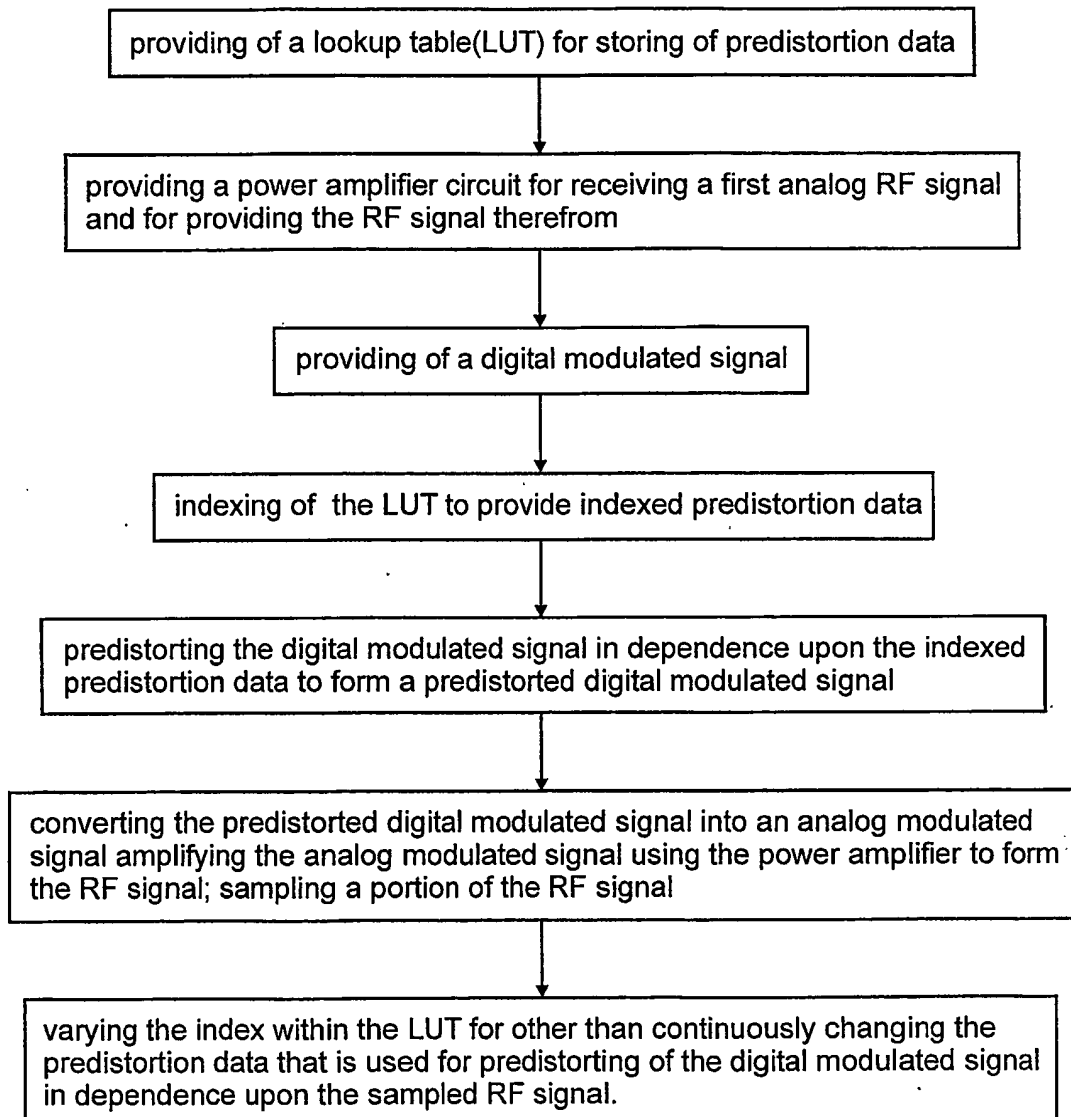 providing of a lookup table(LUT) for storing of predistortion data
providing a power amplifier circuit for receiving a first analog RF signal
and for providing the RF signal therefrom
providing of a digital modulated signal
indexing of the LUT to provide indexed predistortion data
predistorting the digital modulated signal in dependence upon the indexed
predistortion data to form a predistorted digital modulated signal
converting the predistorted digital modulated signal into an analog modulated
signal amplifying the analog modulated signal using the power amplifier to form
the RF signal; sampling a portion of the RF signal
varying the index within the LUT for other than continuously changing the
predistortion data that is used for predistorting of the digital modulated signal
in dependence upon the sampled RF signal.